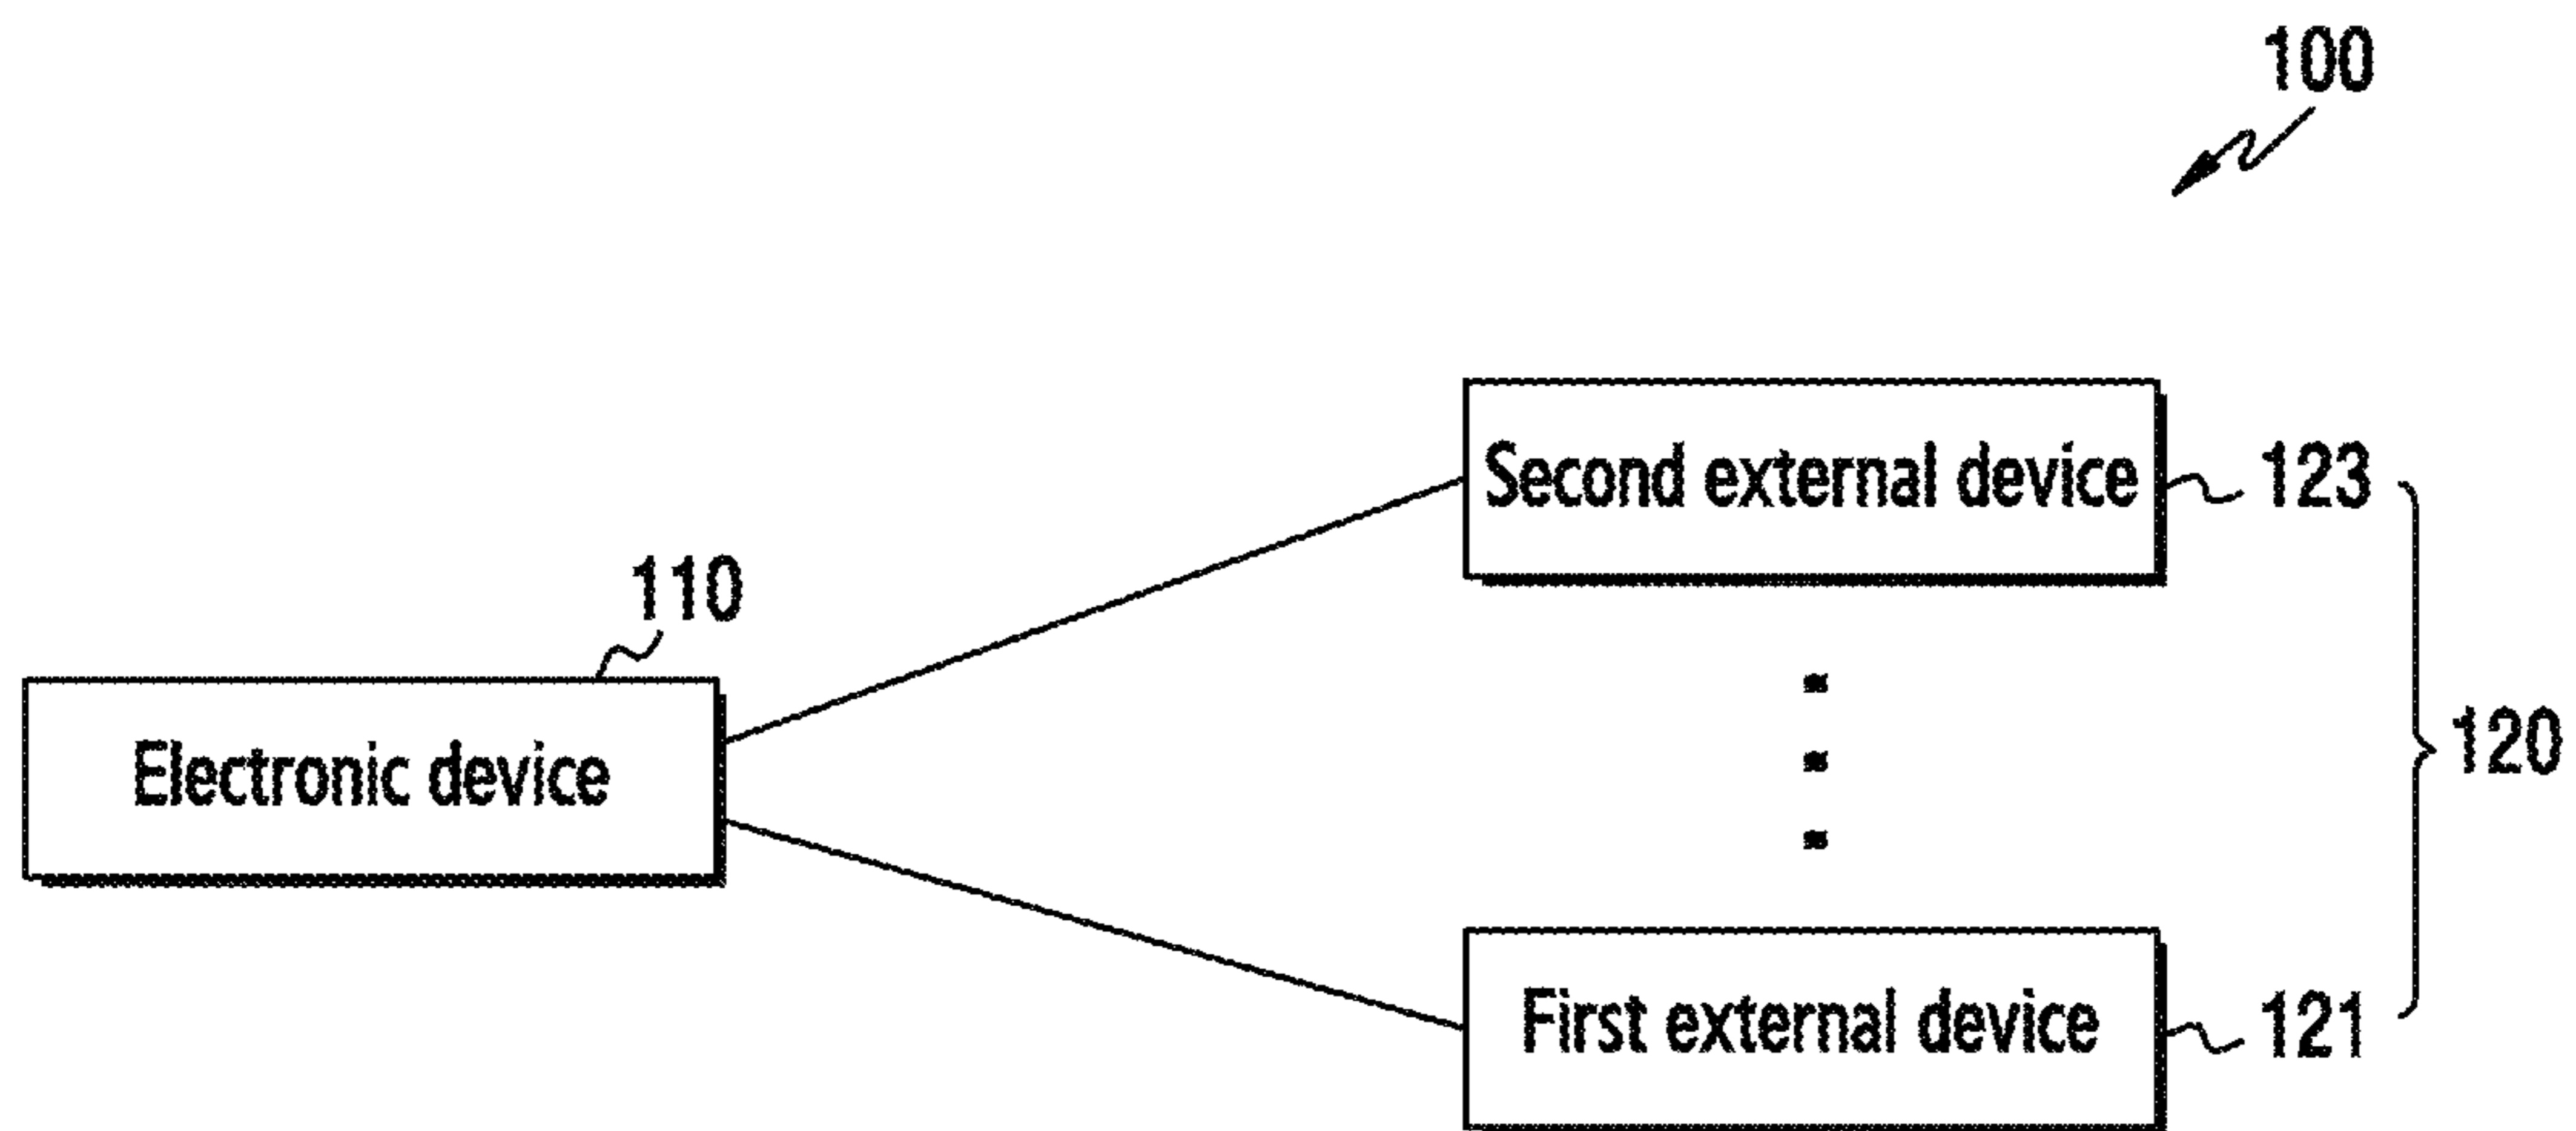 100
Second external device
123
110
Electronic device
120
First external device
121